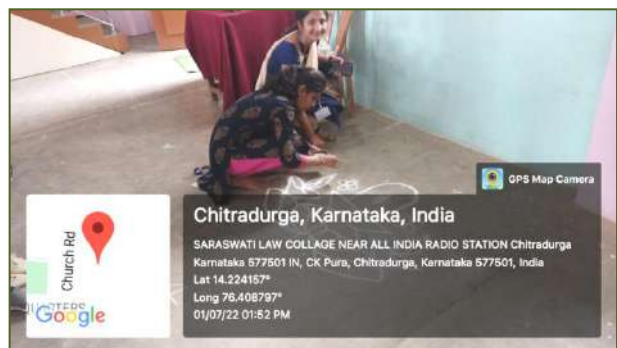 GPS Map Camera
Chitradurga, Karnataka, India
SARASWATI LAW COLLAGE NEAR ALL INDIA RADIO STATION Chitradurga
Karnataka 577501 IN, CK Pura, Chitradurga, Karnataka 577501, India
Lat 14.224157°
Long 76.408797°
01/07/22 01:52 PM
Church Rd
Google